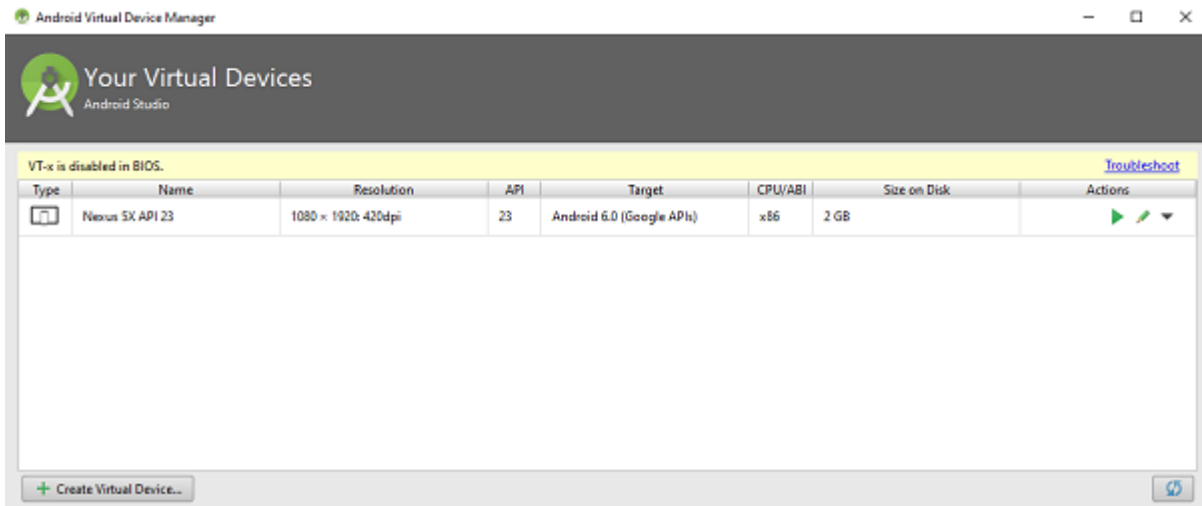 Android Virtual Device Manager
Your Virtual Devices
Android Studio
VT-x is disabled in BIOS. Troubleshoot
Type Name Resolution API Target CPU/ABI Size on Disk Actions
Nexus 5X API 23 1080 × 1920: 420dpi 23 Android 6.0 (Google APIs) x86 2 GB
+ Create Virtual Device...